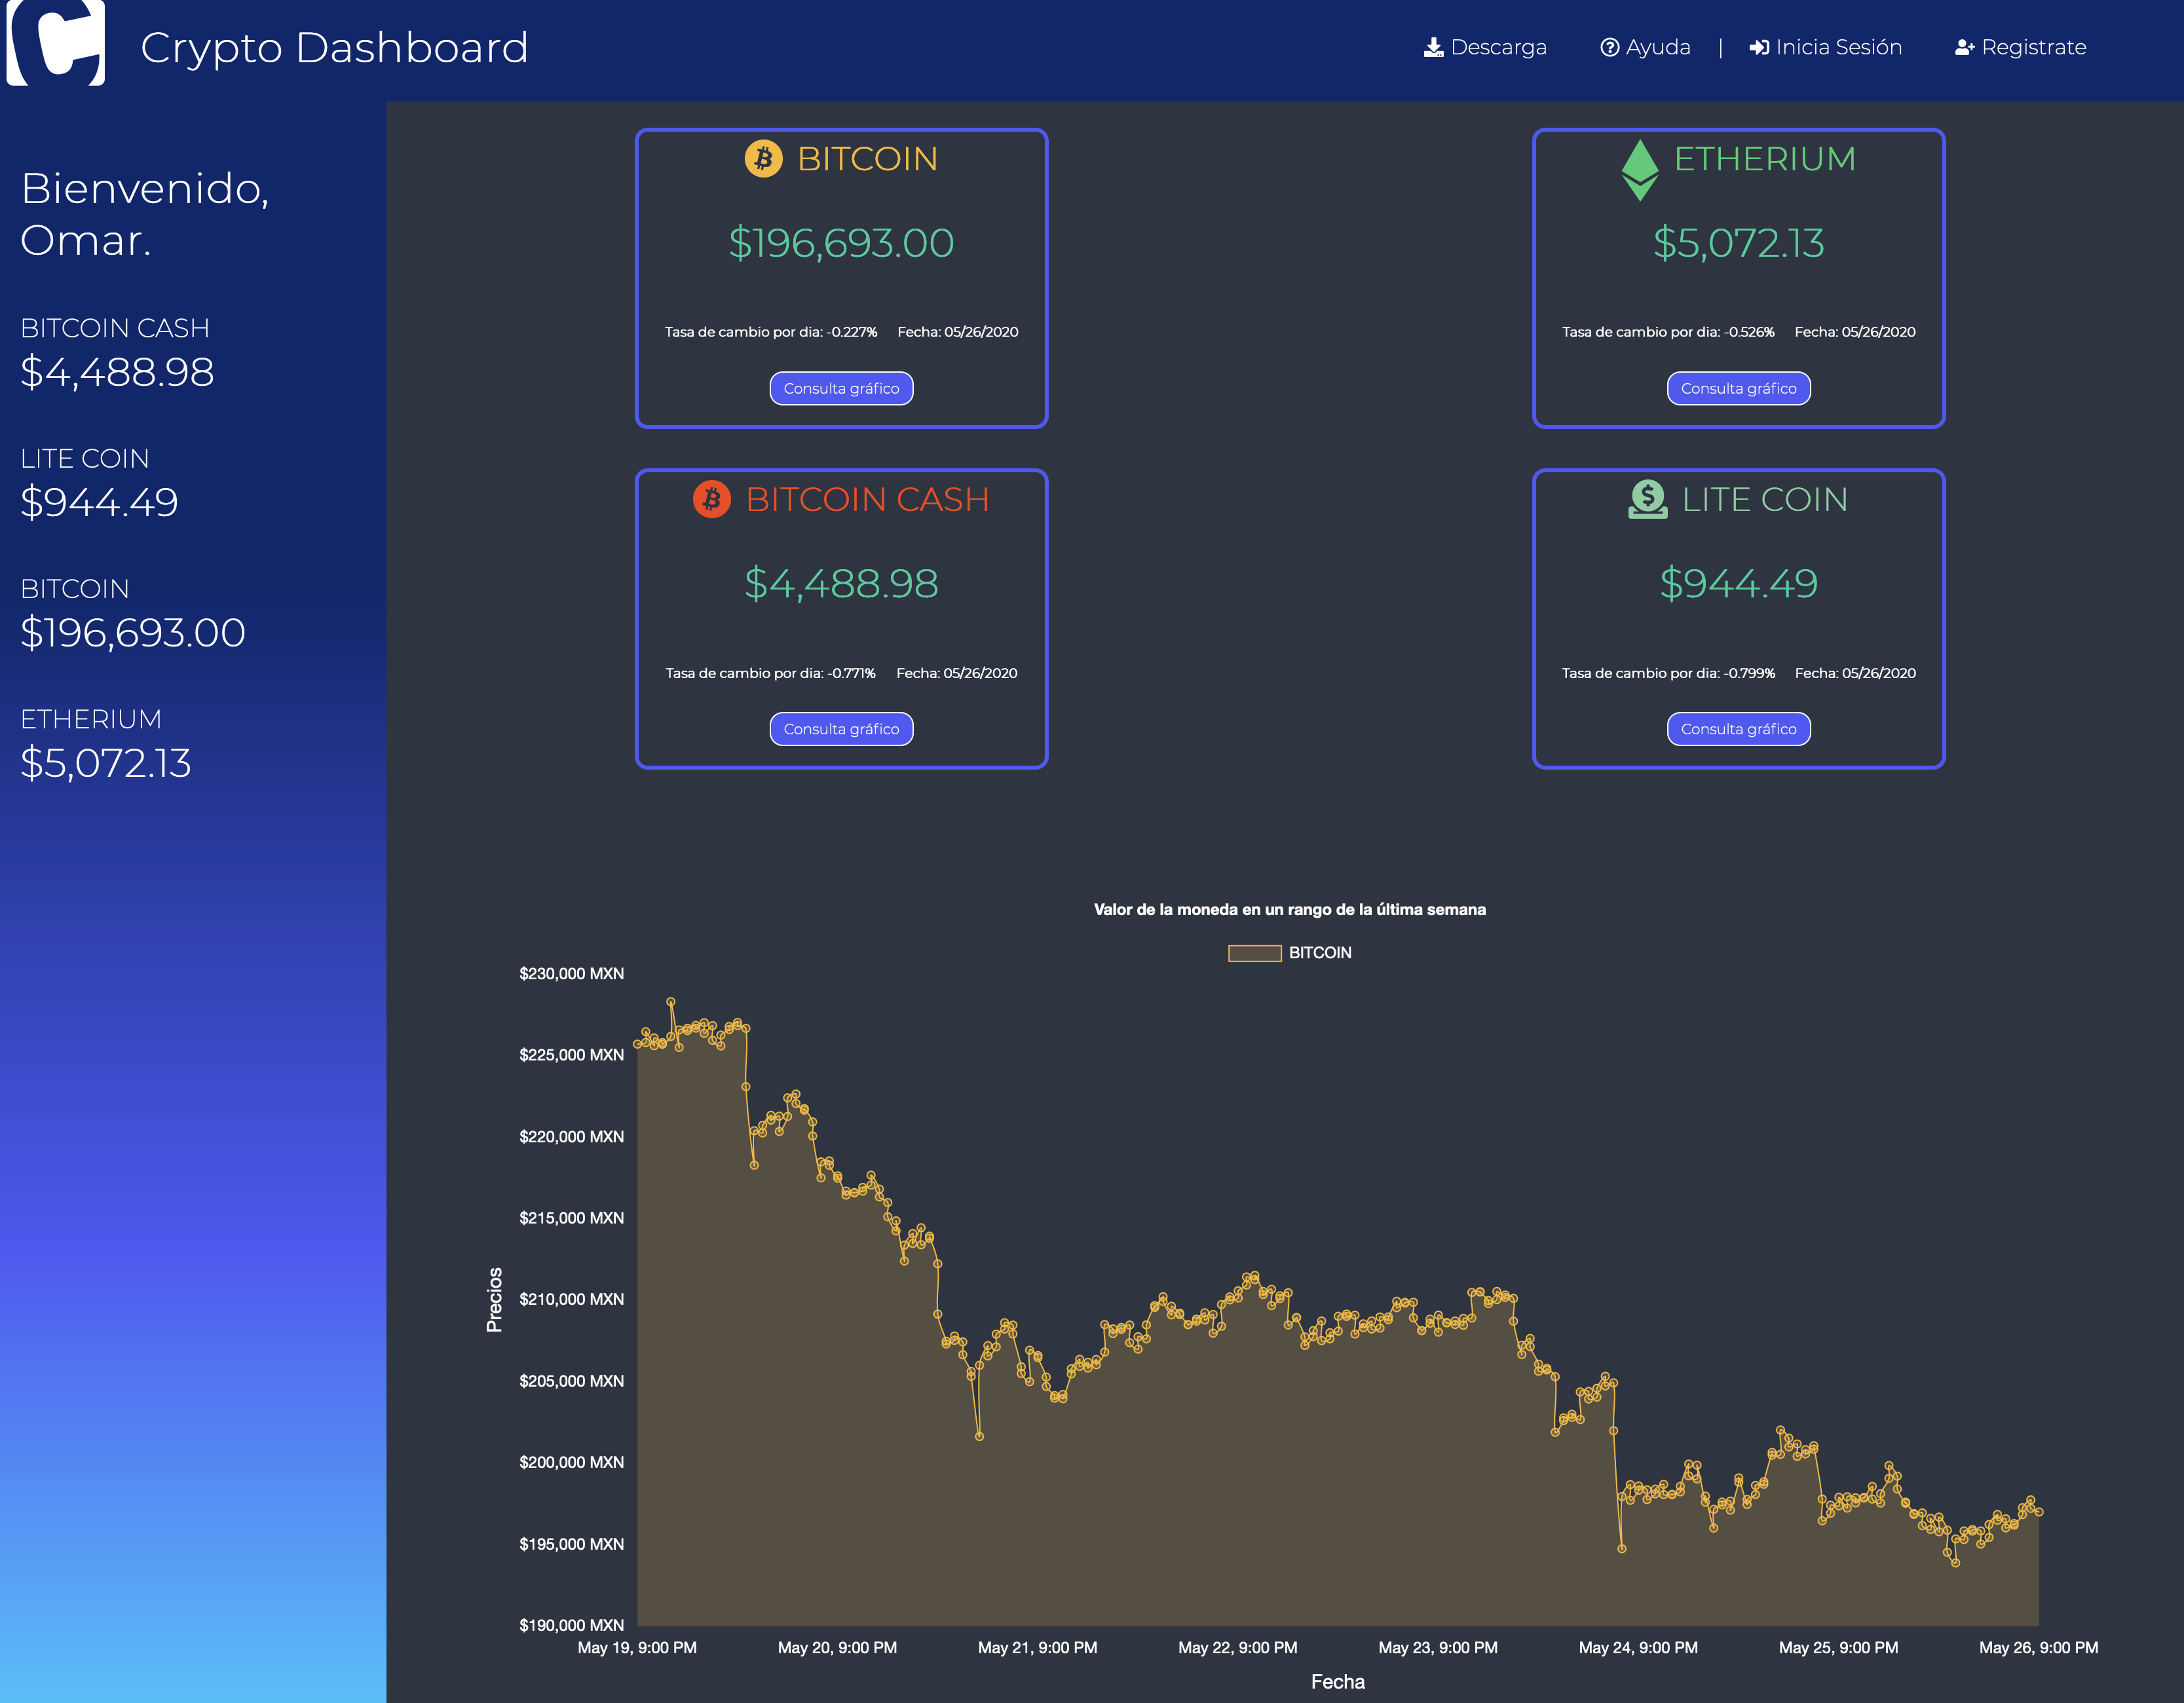 Crypto Dashboard
Descarga
Ayuda
|
Inicia Sesión
Registrate
Bienvenido,
Omar.
BITCOIN CASH
$4,488.98
LITE COIN
$944.49
BITCOIN
$196,693.00
ETHERIUM
$5,072.13
BITCOIN
$196,693.00
Tasa de cambio por dia: -0.227% Fecha: 05/26/2020
Consulta gráfico
ETHERIUM
$5,072.13
Tasa de cambio por dia: -0.526% Fecha: 05/26/2020
Consulta gráfico
BITCOIN CASH
$4,488.98
Tasa de cambio por dia: -0.771% Fecha: 05/26/2020
Consulta gráfico
LITE COIN
$944.49
Tasa de cambio por dia: -0.799% Fecha: 05/26/2020
Consulta gráfico
Valor de la moneda en un rango de la última semana
BITCOIN
Precios
$230,000 MXN
$225,000 MXN
$220,000 MXN
$215,000 MXN
$210,000 MXN
$205,000 MXN
$200,000 MXN
$195,000 MXN
$190,000 MXN
May 19, 9:00 PM
May 20, 9:00 PM
May 21, 9:00 PM
May 22, 9:00 PM
May 23, 9:00 PM
May 24, 9:00 PM
May 25, 9:00 PM
May 26, 9:00 PM
Fecha